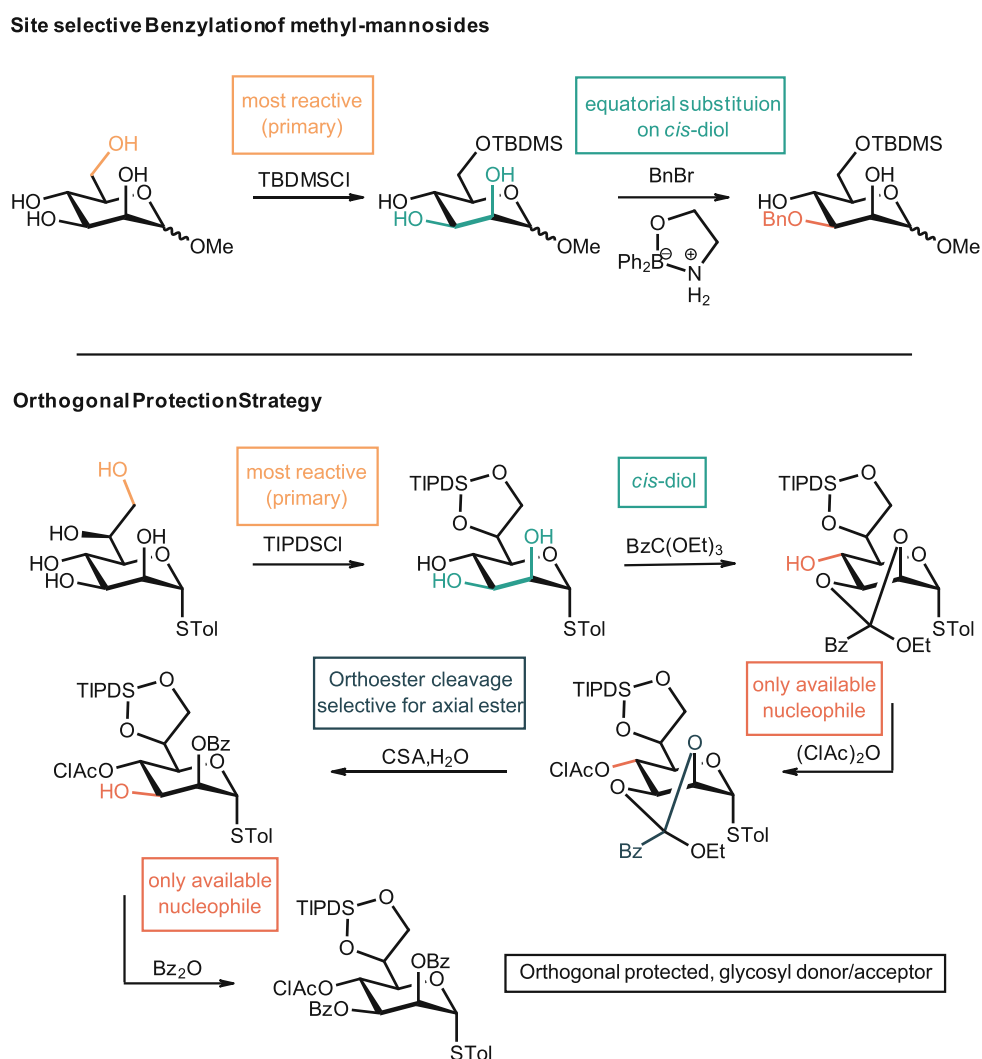 Site selective Benzylation of methyl-mannosides
most reactive
(primary)
equatorial substituion
on cis-diol
OH
HO
HO
OH
O
OMe
TBDMSCl
OTBDMS
HO
HO
OH
O
OMe
BnBr
O
Ph2B
⊖
⊕
N
H2
OTBDMS
HO
BnO
OH
O
OMe
Orthogonal Protection Strategy
most reactive
(primary)
cis-diol
HO
HO
HO
HO
OH
O
STol
TIPDSCl
TIPDS
O
O
HO
HO
OH
O
STol
BzC(OEt)3
TIPDS
O
O
HO
O
O
O
Bz
OEt
STol
Orthoester cleavage
selective for axial ester
only available
nucleophile
TIPDS
O
O
OBz
ClAcO
HO
O
STol
CSA,H2O
TIPDS
O
O
ClAcO
O
O
O
Bz
OEt
STol
(ClAc)2O
only available
nucleophile
Bz2O
TIPDS
O
O
OBz
ClAcO
BzO
O
STol
Orthogonal protected, glycosyl donor/acceptor